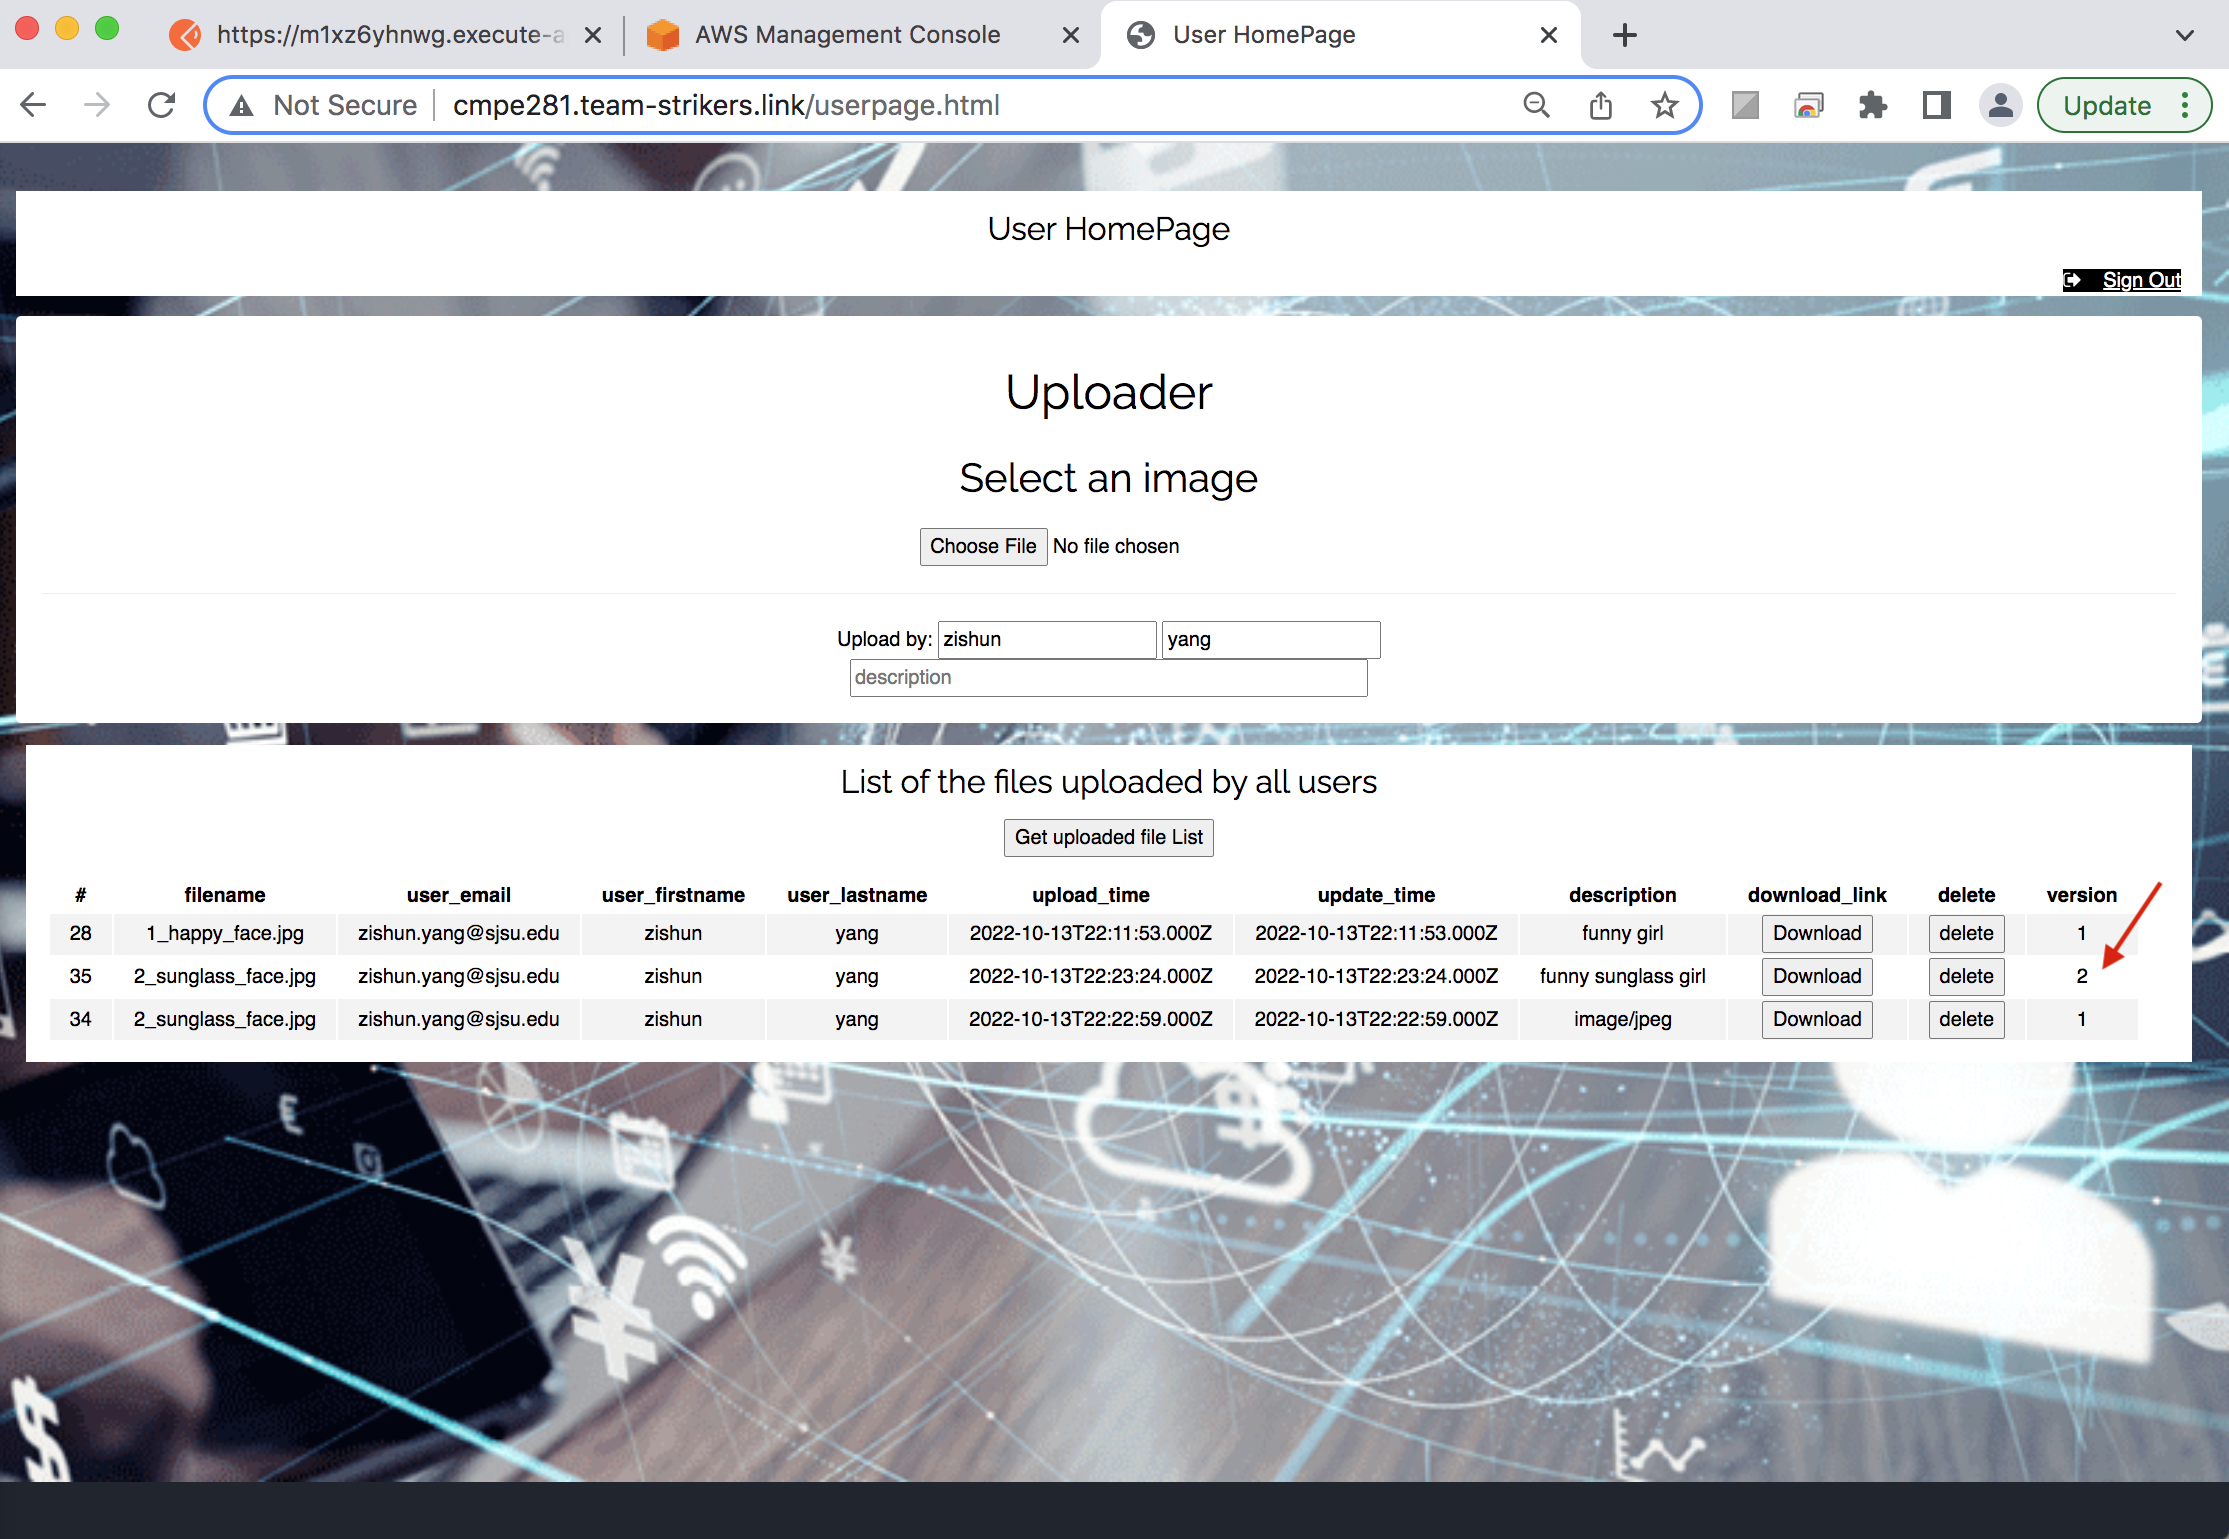 https://m1xz6yhnwg.execute-a
AWS Management Console
User HomePage
Not Secure
cmpe281.team-strikers.link/userpage.html
Update
User HomePage
Sign Out
Uploader
Select an image
Choose File No file chosen
Upload by: zishun yang
description
List of the files uploaded by all users
Get uploaded file List
# filename user_email user_firstname user_lastname upload_time update_time description download_link delete version
28 1_happy_face.jpg zishun.yang@sjsu.edu zishun yang 2022-10-13T22:11:53.000Z 2022-10-13T22:11:53.000Z funny girl Download delete 1
35 2_sunglass_face.jpg zishun.yang@sjsu.edu zishun yang 2022-10-13T22:23:24.000Z 2022-10-13T22:23:24.000Z funny sunglass girl Download delete 2
34 2_sunglass_face.jpg zishun.yang@sjsu.edu zishun yang 2022-10-13T22:22:59.000Z 2022-10-13T22:22:59.000Z image/jpeg Download delete 1